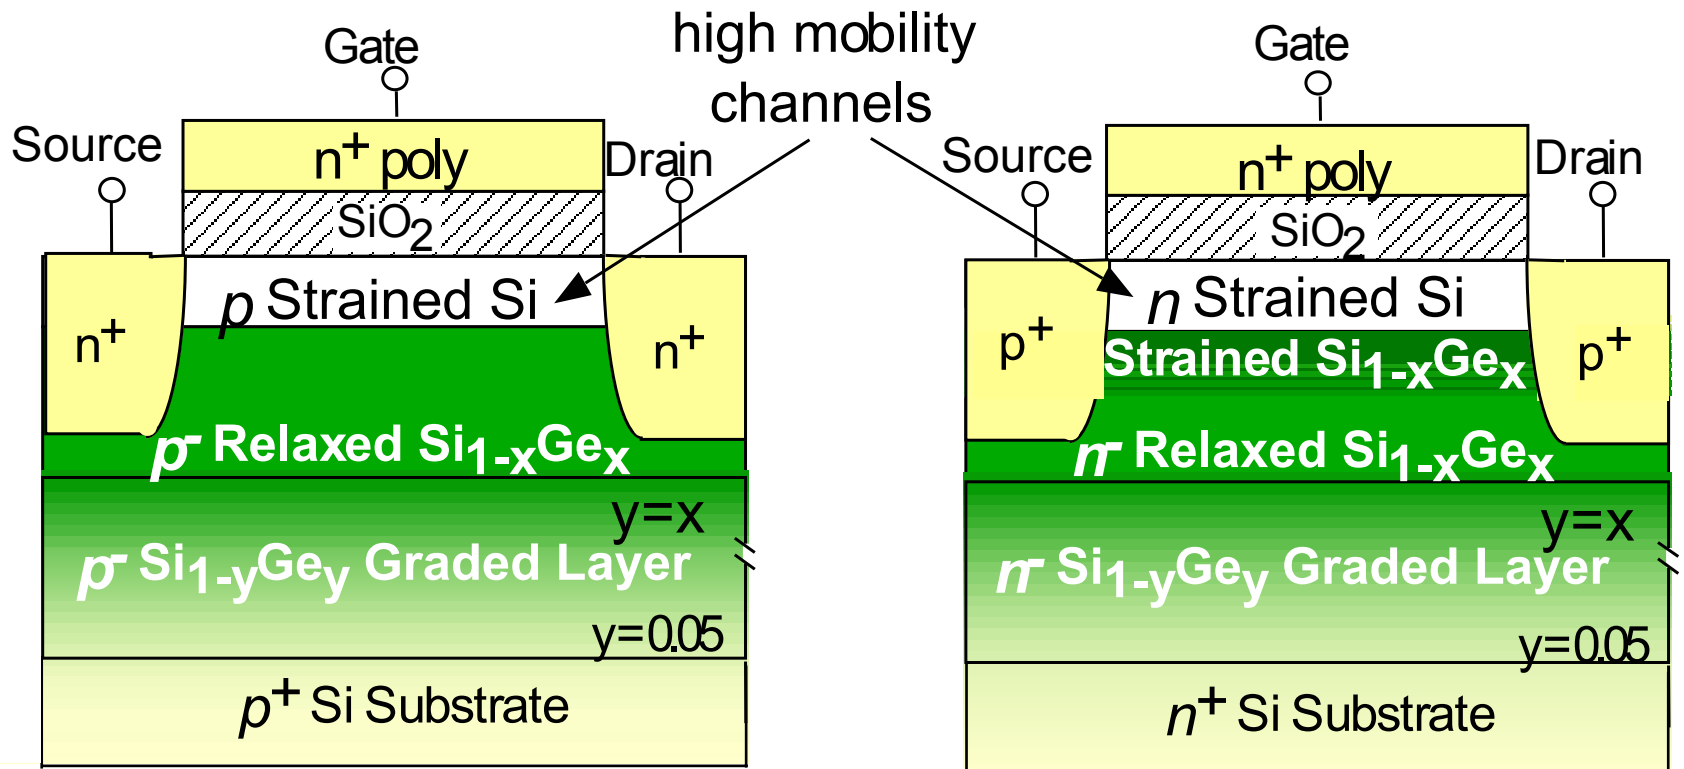 high mobility
channels
Gate
Source
Drain
n+ poly
SiO2
p Strained Si
n+
n+
p- Relaxed Si1-xGex
y=x
p- Si1-yGey Graded Layer
y=0.05
p+ Si Substrate
Gate
Source
Drain
n+ poly
SiO2
n Strained Si
p+
Strained Si1-xGex
p+
n- Relaxed Si1-xGex
y=x
n- Si1-yGey Graded Layer
y=0.05
n+ Si Substrate